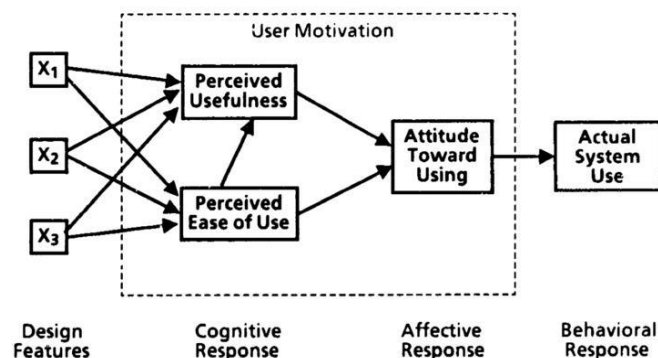 User Motivation
X1
Perceived
Usefulness
X2
Attitude
Toward
Using
Actual
System
Use
X3
Perceived
Ease of Use
Design
Features
Cognitive
Response
Affective
Response
Behavioral
Response